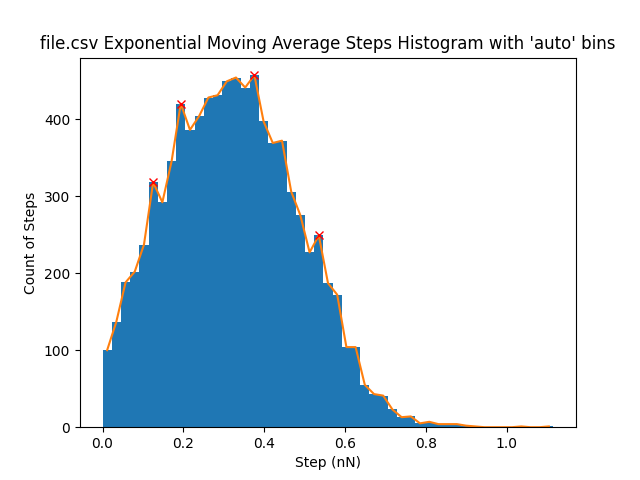 file.csv Exponential Moving Average Steps Histogram with 'auto' bins
Count of Steps
400
300
200
100
0
0.0 0.2 0.4 0.6 0.8 1.0
Step (nN)